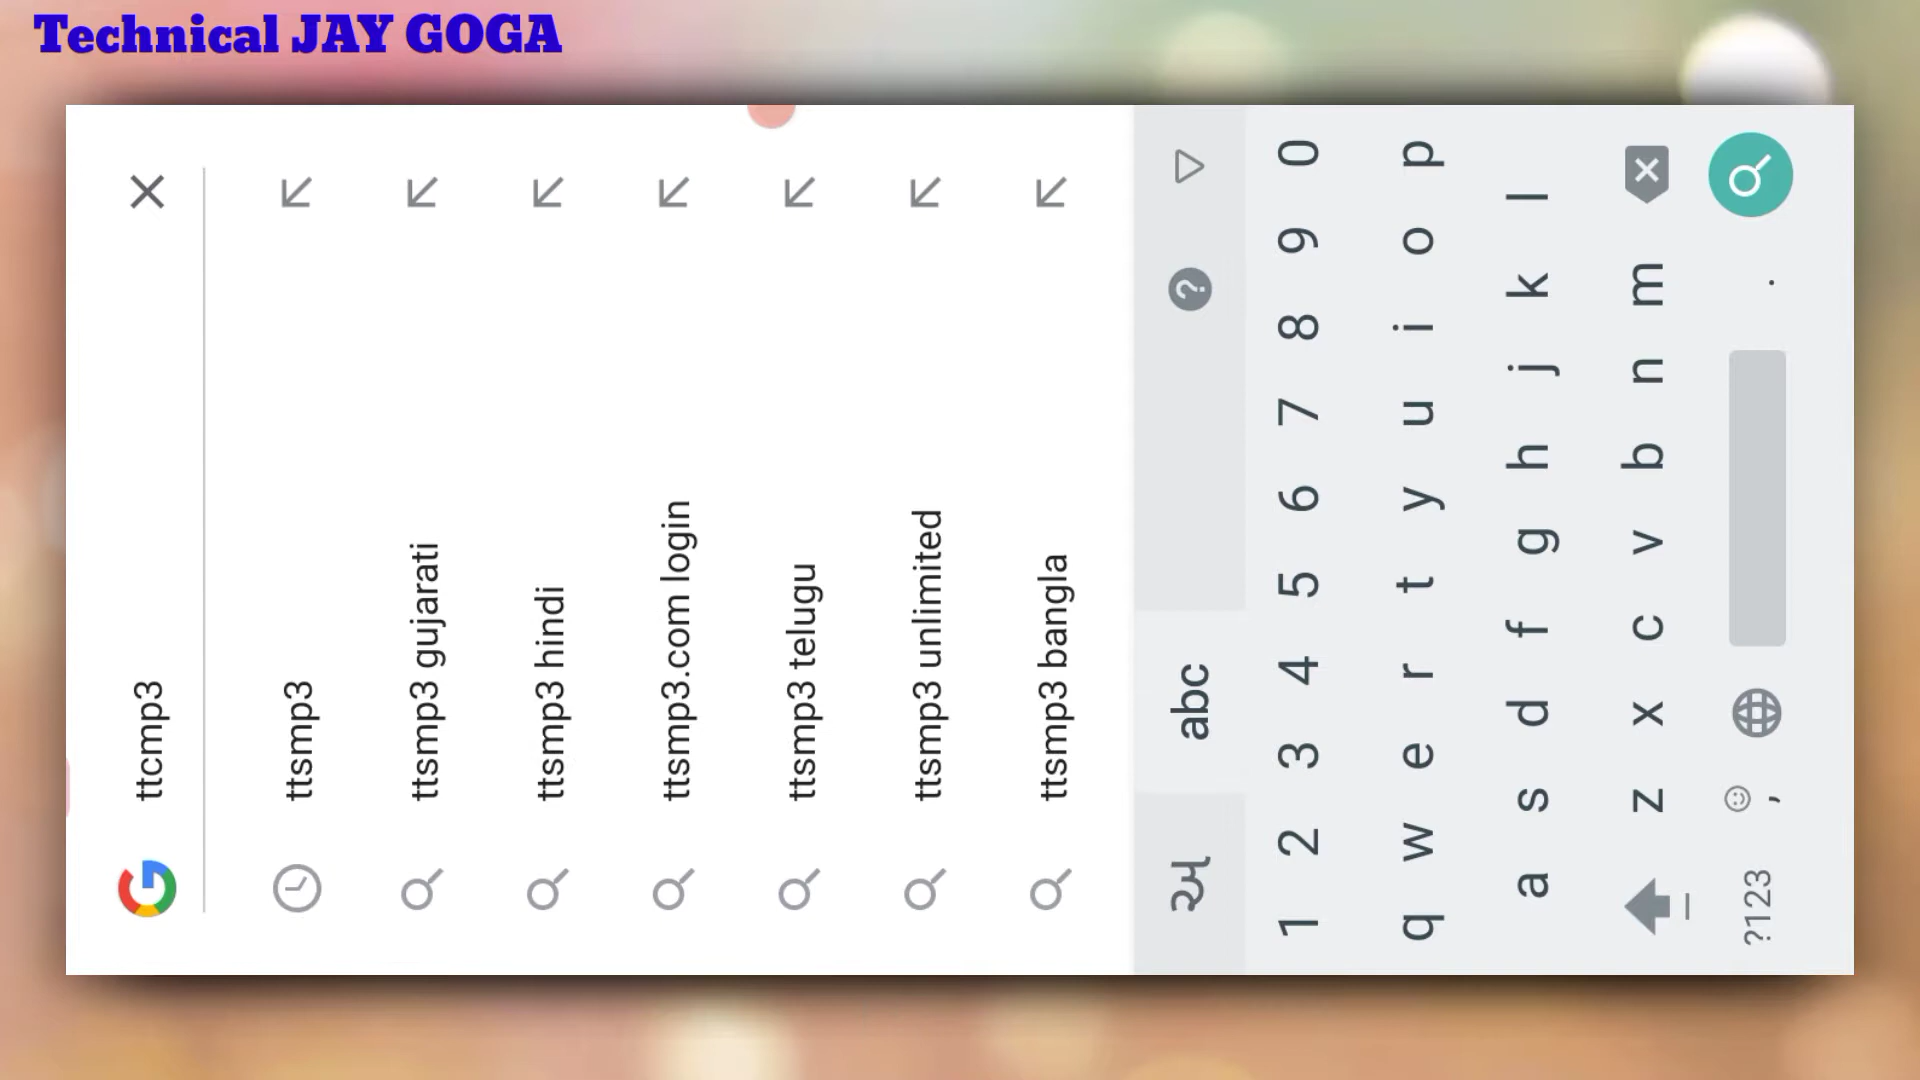 Technical JAY GOGA
ttcmp3
ttsmp3
ttsmp3 gujarati
ttsmp3 hindi
ttsmp3.com login
ttsmp3 telugu
ttsmp3 unlimited
ttsmp3 bangla
અ abc
1 2 3 4 5 6 7 8 9 0
q w e r t y u i o p
a s d f g h j k l
z x c v b n m
?123 , .